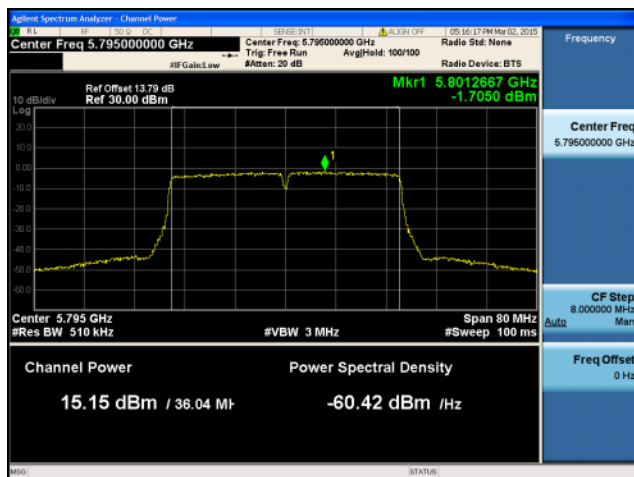 Agilent Spectrum Analyzer - Channel Power
RL RF 50 Ω DC SENSE:INT ALIGN OFF 05:16:17 PM Mar 02, 2015
Center Freq 5.795000000 GHz Center Freq: 5.795000000 GHz Radio Std: None Frequency
Trig: Free Run Avg|Hold: 100/100
#IFGain:Low #Atten: 20 dB Radio Device: BTS
Mkr1 5.8012667 GHz
Ref Offset 13.79 dB
10 dB/div Ref 30.00 dBm -1.7050 dBm
Log
20.0
10.0
1
0.00
-10.0
-20.0
-30.0
-40.0
-50.0
-60.0
Center Freq
5.795000000 GHz
Center 5.795 GHz Span 80 MHz
#Res BW 510 kHz #VBW 3 MHz #Sweep 100 ms
CF Step
8.000000 MHz
Auto Man
Channel Power Power Spectral Density
15.15 dBm / 36.04 MH -60.42 dBm /Hz
Freq Offset
0 Hz
MSG STATUS